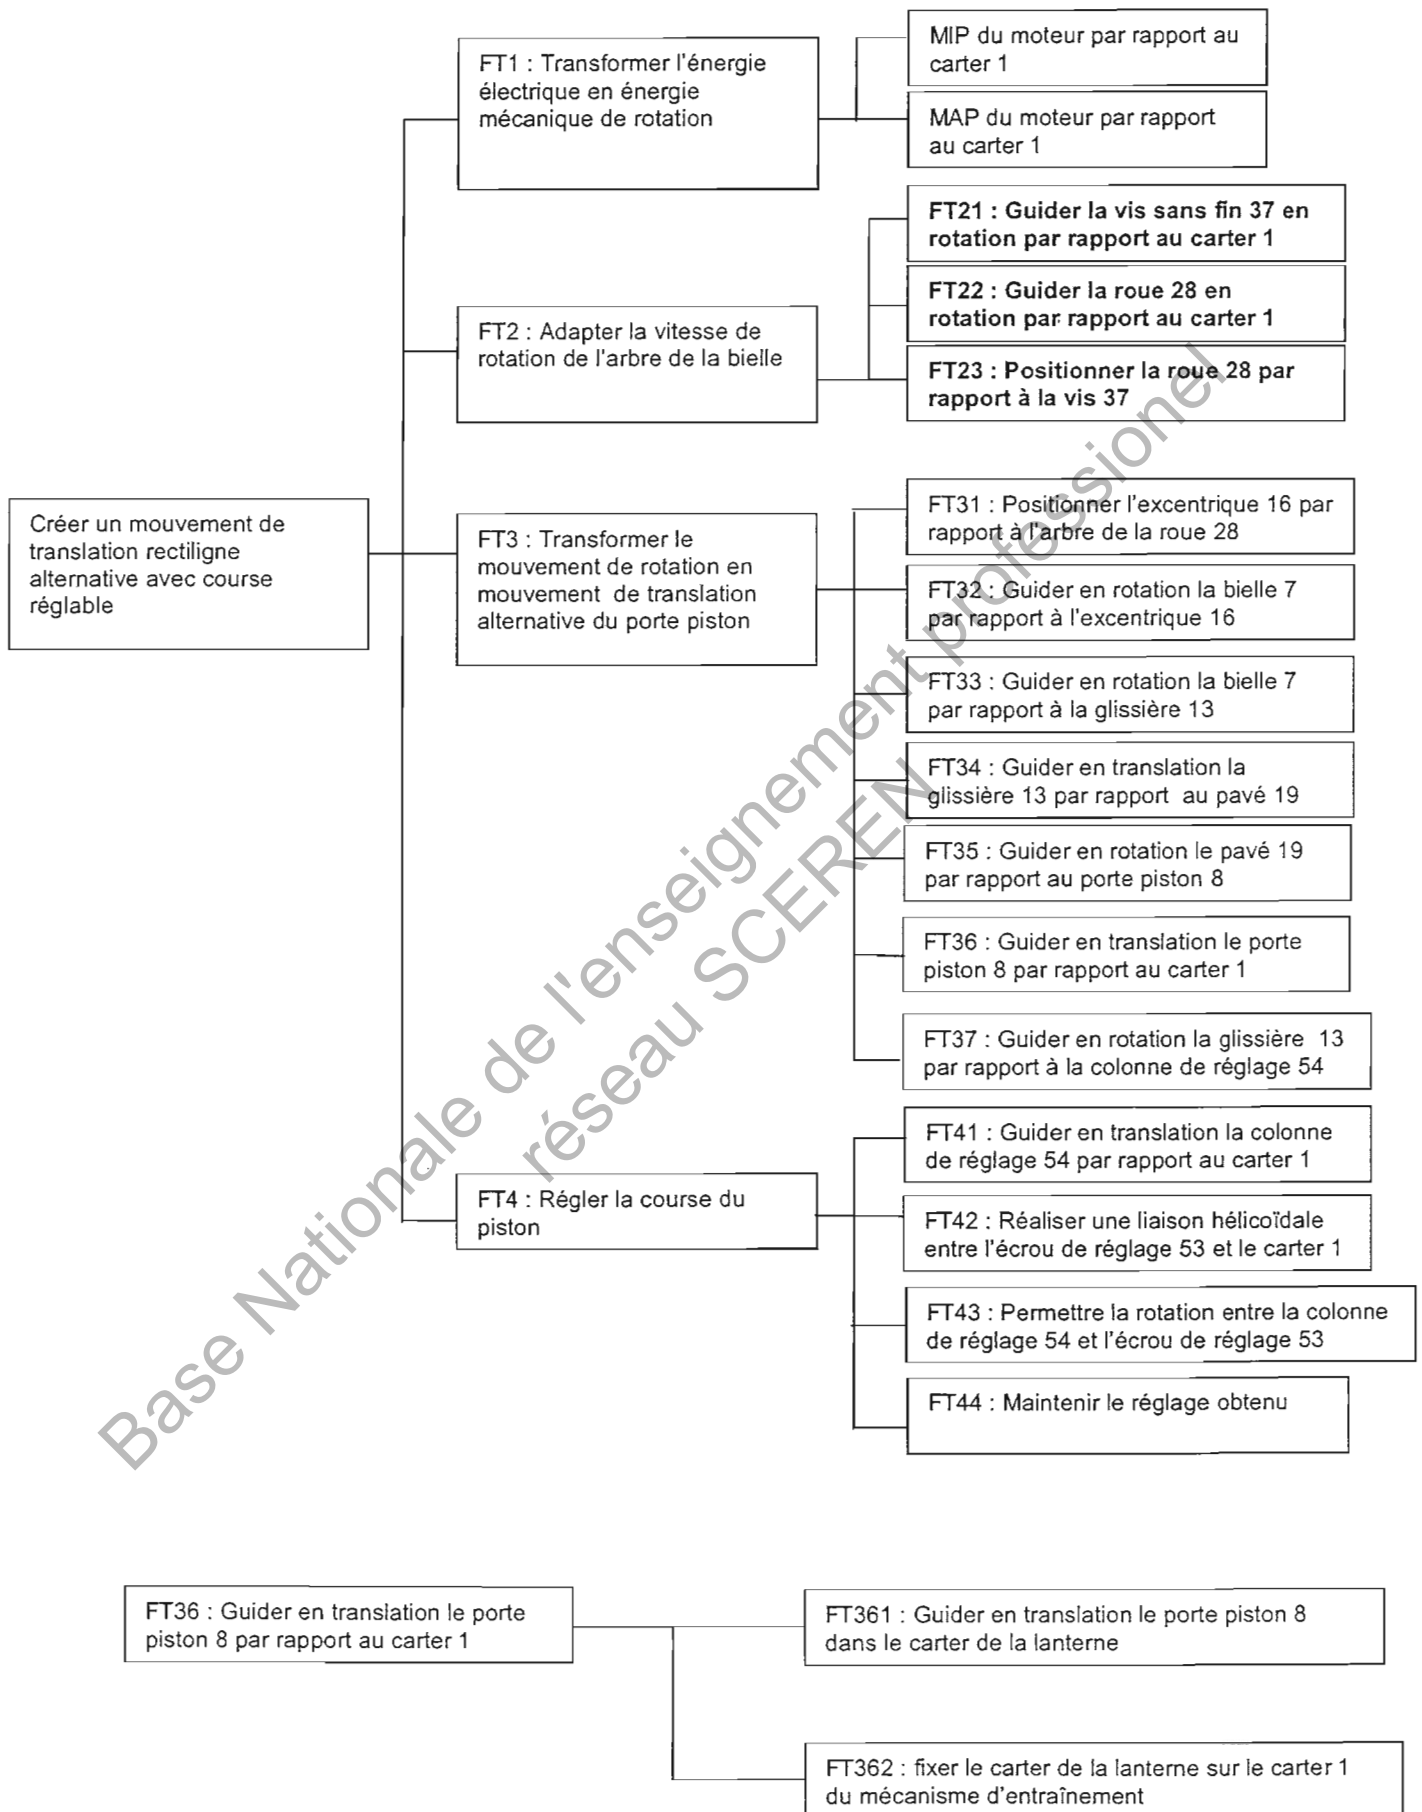 MIP du moteur par rapport au
carter 1
FT1 : Transformer l'énergie
électrique en énergie
mécanique de rotation
MAP du moteur par rapport
au carter 1
FT21 : Guider la vis sans fin 37 en
rotation par rapport au carter 1
FT22 : Guider la roue 28 en
rotation par rapport au carter 1
FT2 : Adapter la vitesse de
rotation de l'arbre de la bielle
FT23 : Positionner la roue 28 par
rapport à la vis 37
Créer un mouvement de
translation rectiligne
alternative avec course
réglable
FT3 : Transformer le
mouvement de rotation en
mouvement de translation
alternative du porte piston
FT31 : Positionner l'excentrique 16 par
rapport à l'arbre de la roue 28
FT32 : Guider en rotation la bielle 7
par rapport à l'excentrique 16
FT33 : Guider en rotation la bielle 7
par rapport à la glissière 13
FT34 : Guider en translation la
glissière 13 par rapport au pavé 19
FT35 : Guider en rotation le pavé 19
par rapport au porte piston 8
FT36 : Guider en translation le porte
piston 8 par rapport au carter 1
FT37 : Guider en rotation la glissière 13
par rapport à la colonne de réglage 54
FT4 : Régler la course du
piston
FT41 : Guider en translation la colonne
de réglage 54 par rapport au carter 1
FT42 : Réaliser une liaison hélicoïdale
entre l'écrou de réglage 53 et le carter 1
FT43 : Permettre la rotation entre la colonne
de réglage 54 et l'écrou de réglage 53
FT44 : Maintenir le réglage obtenu
FT36 : Guider en translation le porte
piston 8 par rapport au carter 1
FT361 : Guider en translation le porte piston 8
dans le carter de la lanterne
FT362 : fixer le carter de la lanterne sur le carter 1
du mécanisme d'entraînement
Base Nationale de l'enseignement professionel
réseau SCEREN